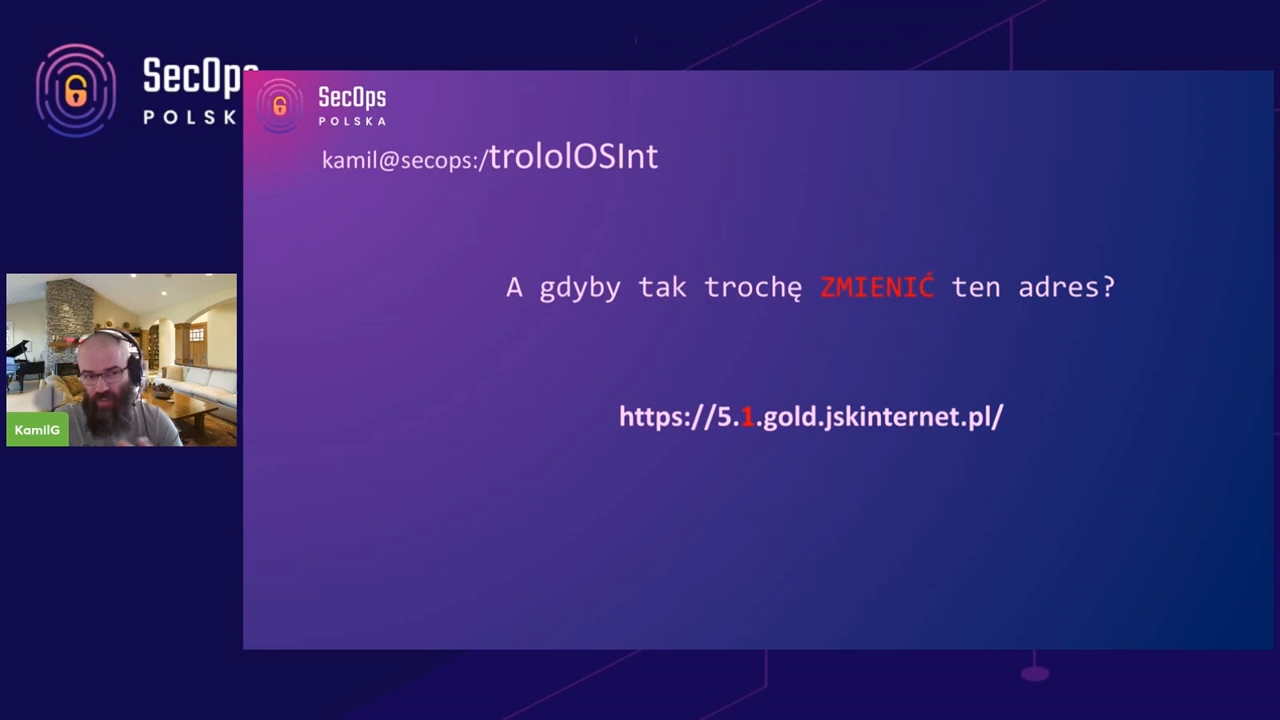 SecOps
POLSK
SecOps
POLSKA
kamil@secops:/trololOSInt
A gdyby tak trochę ZMIENIĆ ten adres?
https://5.1.gold.jskinternet.pl/
KamilG